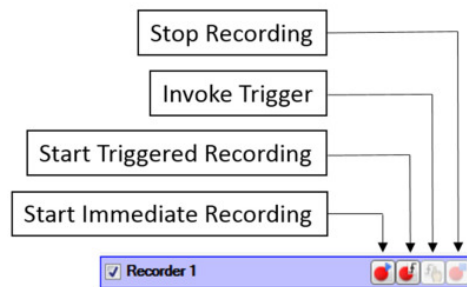 Stop Recording
Invoke Trigger
Start Triggered Recording
Start Immediate Recording
Recorder 1